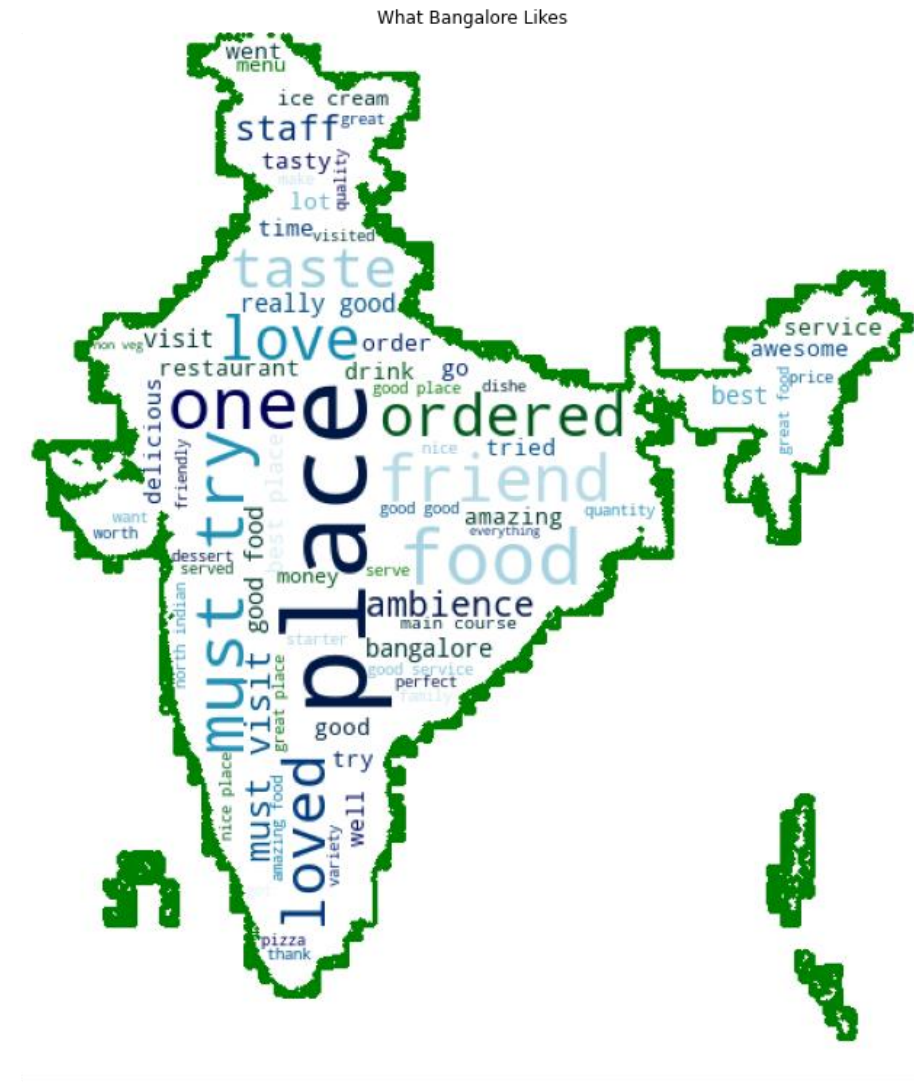 What Bangalore Likes
went
menu
ice cream
staff
great
tasty
quality
make
lot
time
visited
taste
really good
love
non veg
visit
order
service
awesome
restaurant
drink
go
good place
dishe
price
best
great food
delicious
one
place
ordered
must try
friendly
best place
nice
tried
friend
good good
amazing
quantity
everything
want
worth
good food
food
dessert
served
money
serve
north indian
ambience
main course
starter
bangalore
must visit
great place
good service
perfect
family
good
nice place
loved
try
amazing food
well
variety
pizza
thank